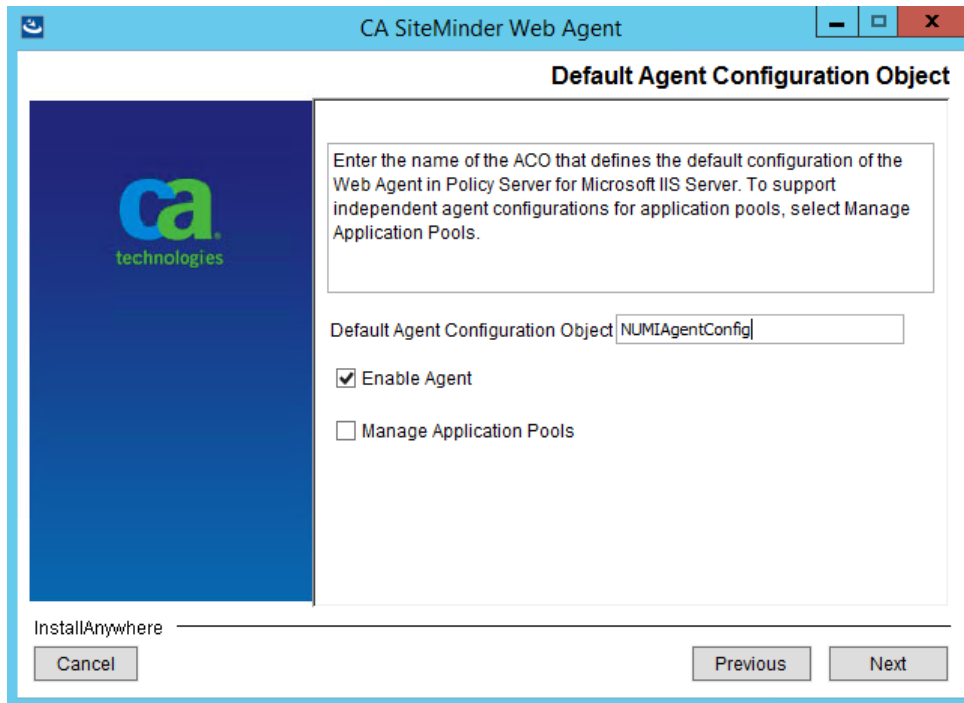 CA SiteMinder Web Agent
x
Default Agent Configuration Object
ca
technologies
Enter the name of the ACO that defines the default configuration of the
Web Agent in Policy Server for Microsoft IIS Server. To support
independent agent configurations for application pools, select Manage
Application Pools.
Default Agent Configuration Object NUMIAgentConfig
Enable Agent
Manage Application Pools
InstallAnywhere
Cancel Previous Next